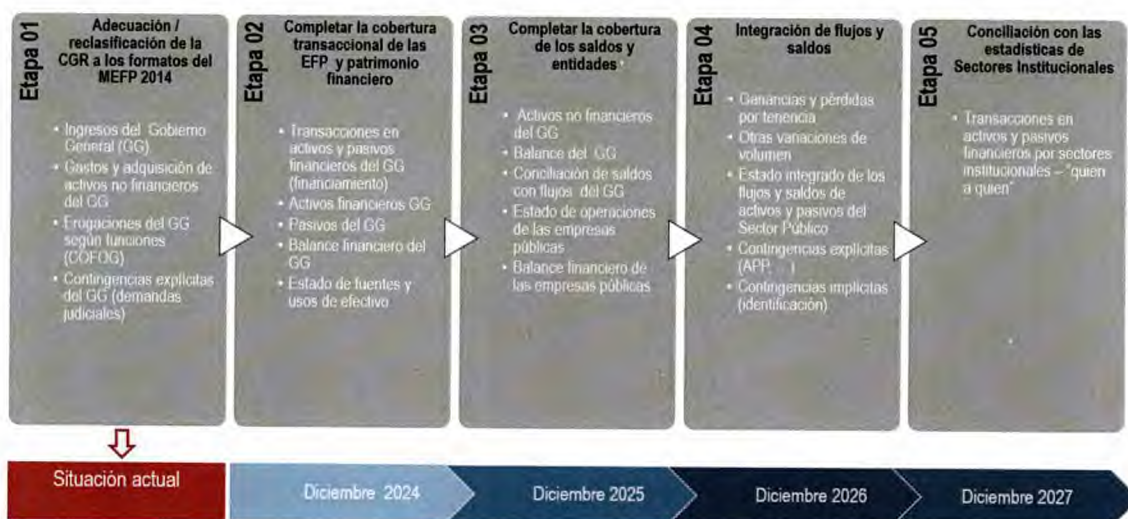 Etapa 01
Adecuación /
reclasificación de la
CGR a los formatos del
MEFP 2014
• Ingresos del Gobierno
General (GG)
• Gastos y adquisición de
activos no financieros
del GG
• Erogaciones del GG
según funciones
(COFOG)
• Contingencias explícitas
del GG (demandas
judiciales)
Etapa 02
Completar la cobertura
transaccional de las
EFP y patrimonio
financiero
• Transacciones en
activos y pasivos
financieros del GG
(financiamiento)
• Activos financieros GG
• Pasivos del GG
• Balance financiero del
GG
• Estado de fuentes y
usos de efectivo
Etapa 03
Completar la cobertura
de los saldos y
entidades
• Activos no financieros
del GG
• Balance del GG
• Conciliación de saldos
con flujos del GG
• Estado de operaciones
de las empresas
públicas
• Balance financiero de
las empresas públicas
Etapa 04
Integración de flujos y
saldos
• Ganancias y pérdidas
por tenencia
• Otras variaciones de
volumen
• Estado integrado de los
flujos y saldos de
activos y pasivos del
Sector Público
• Contingencias explícitas
(APP, ...)
• Contingencias implícitas
(identificación)
Etapa 05
Conciliación con las
estadísticas de
Sectores Institucionales
• Transacciones en
activos y pasivos
financieros por sectores
institucionales – "quien
a quien"
Situación actual
Diciembre 2024
Diciembre 2025
Diciembre 2026
Diciembre 2027